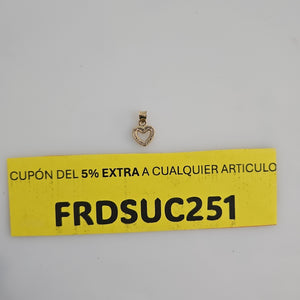 CUPÓN DEL 5% EXTRA A CUALQUIER ARTICULO
FRDSUC251